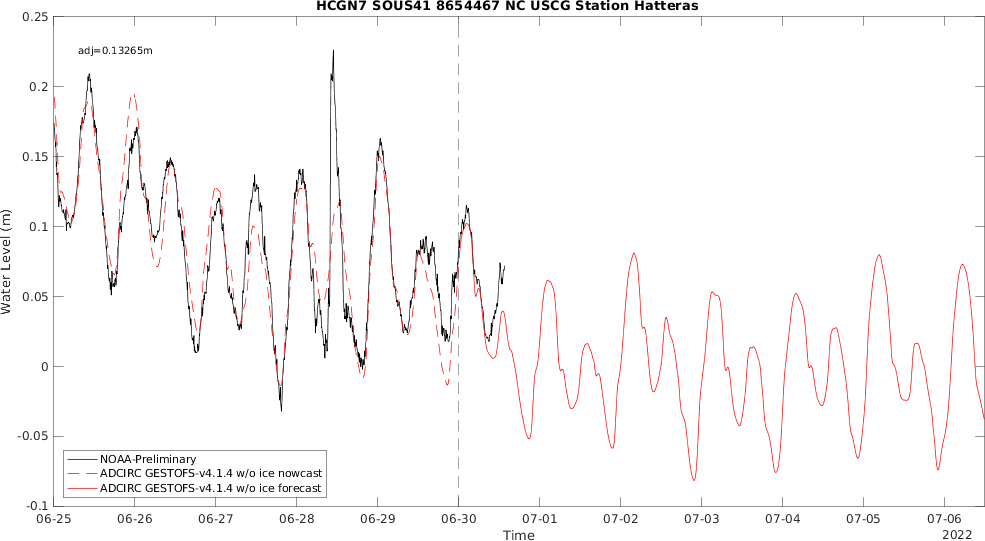 HCGN7 SOUS41 8654467 NC USCG Station Hatteras
adj=0.13265m
0.25
0.2
0.15
0.1
0.05
0
-0.05
-0.1
Water Level (m)
NOAA-Preliminary
ADCIRC GESTOFS-v4.1.4 w/o ice nowcast
ADCIRC GESTOFS-v4.1.4 w/o ice forecast
06-25 06-26 06-27 06-28 06-29 06-30 07-01 07-02 07-03 07-04 07-05 07-06
Time
2022